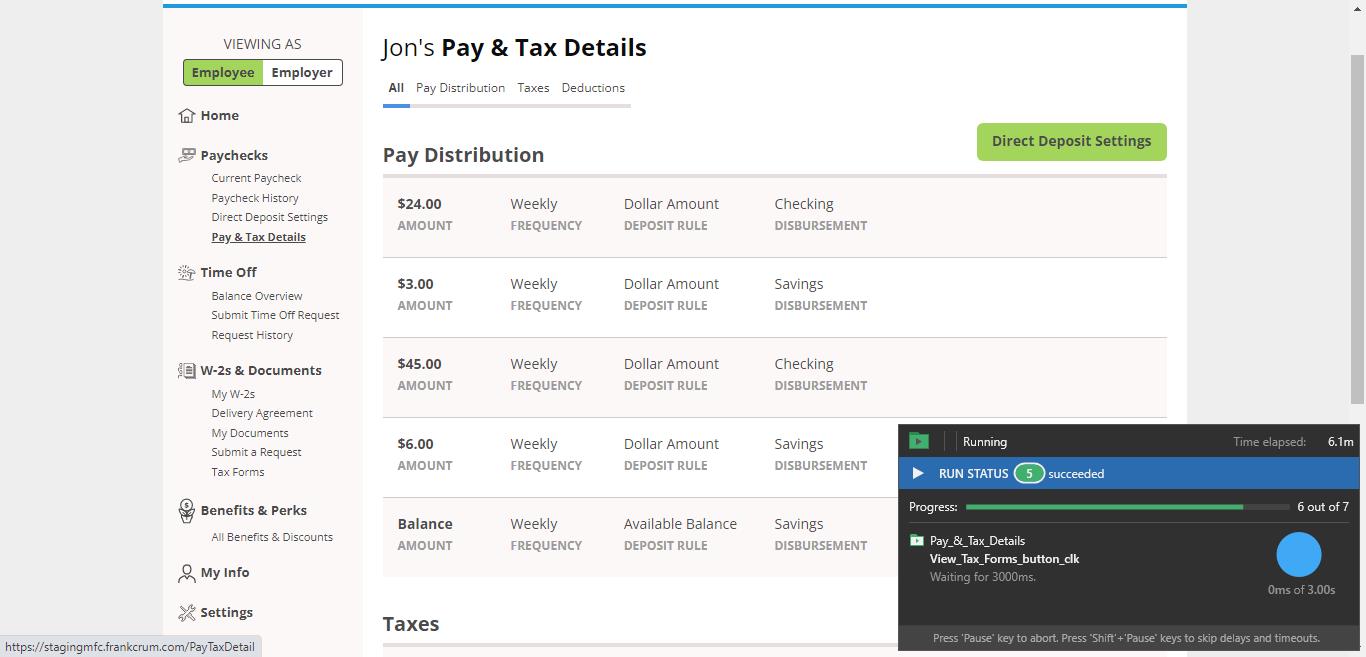 VIEWING AS
Employee Employer
Home
Paychecks
Current Paycheck
Paycheck History
Direct Deposit Settings
Pay & Tax Details
Time Off
Balance Overview
Submit Time Off Request
Request History
W-2s & Documents
My W-2s
Delivery Agreement
My Documents
Submit a Request
Tax Forms
Benefits & Perks
All Benefits & Discounts
My Info
Settings
https://stagingmfc.frankcrum.com/PayTaxDetail
Jon's Pay & Tax Details
All Pay Distribution Taxes Deductions
Direct Deposit Settings
Pay Distribution
$24.00 Weekly Dollar Amount Checking
AMOUNT FREQUENCY DEPOSIT RULE DISBURSEMENT
$3.00 Weekly Dollar Amount Savings
AMOUNT FREQUENCY DEPOSIT RULE DISBURSEMENT
$45.00 Weekly Dollar Amount Checking
AMOUNT FREQUENCY DEPOSIT RULE DISBURSEMENT
$6.00 Weekly Dollar Amount Savings
AMOUNT FREQUENCY DEPOSIT RULE DISBURSEMENT
Balance Weekly Available Balance Savings
AMOUNT FREQUENCY DEPOSIT RULE DISBURSEMENT
Taxes
Running Time elapsed: 6.1m
RUN STATUS 5 succeeded
Progress: 6 out of 7
Pay_&_Tax_Details
View_Tax_Forms_button_clk
Waiting for 3000ms.
0ms of 3.00s
Press 'Pause' key to abort. Press 'Shift'+'Pause' keys to skip delays and timeouts.